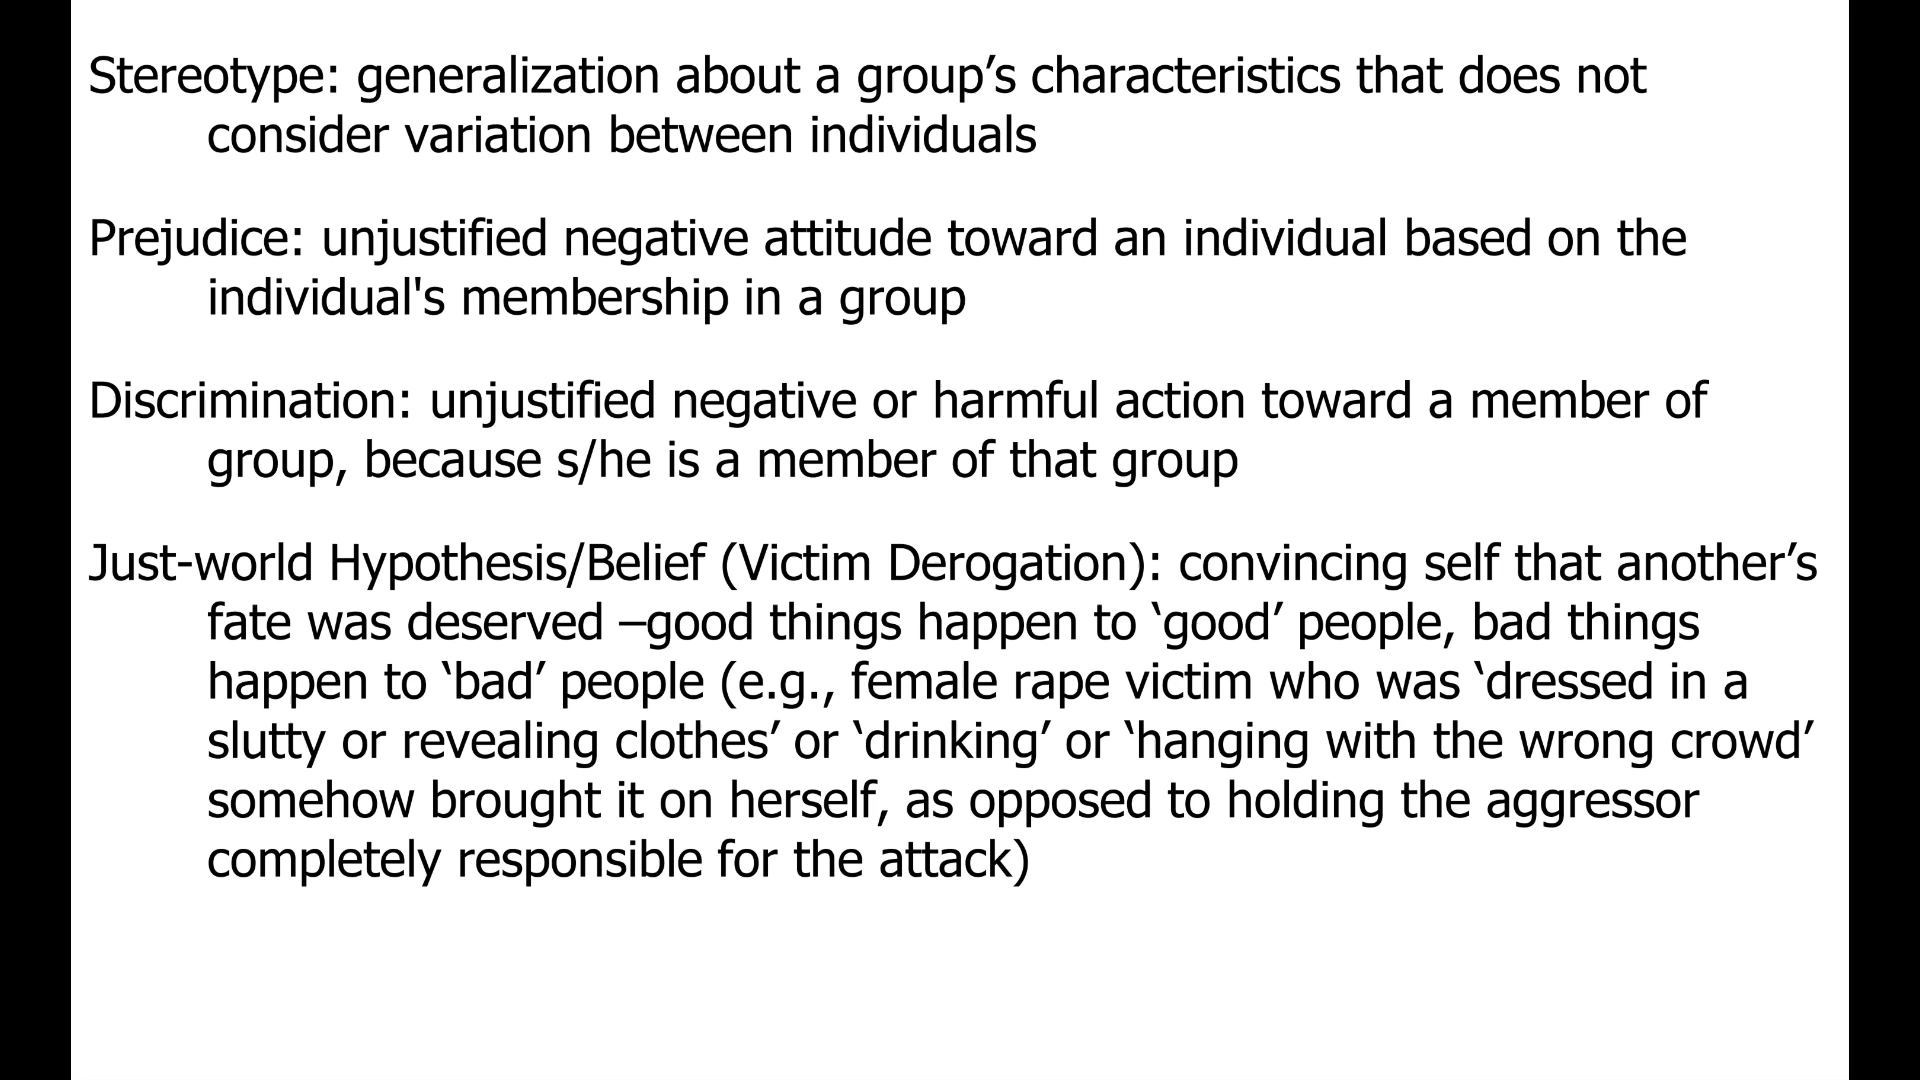 Stereotype: generalization about a group’s characteristics that does not
consider variation between individuals
Prejudice: unjustified negative attitude toward an individual based on the
individual's membership in a group
Discrimination: unjustified negative or harmful action toward a member of
group, because s/he is a member of that group
Just-world Hypothesis/Belief (Victim Derogation): convincing self that another’s
fate was deserved –good things happen to ‘good’ people, bad things
happen to ‘bad’ people (e.g., female rape victim who was ‘dressed in a
slutty or revealing clothes’ or ‘drinking’ or ‘hanging with the wrong crowd’
somehow brought it on herself, as opposed to holding the aggressor
completely responsible for the attack)